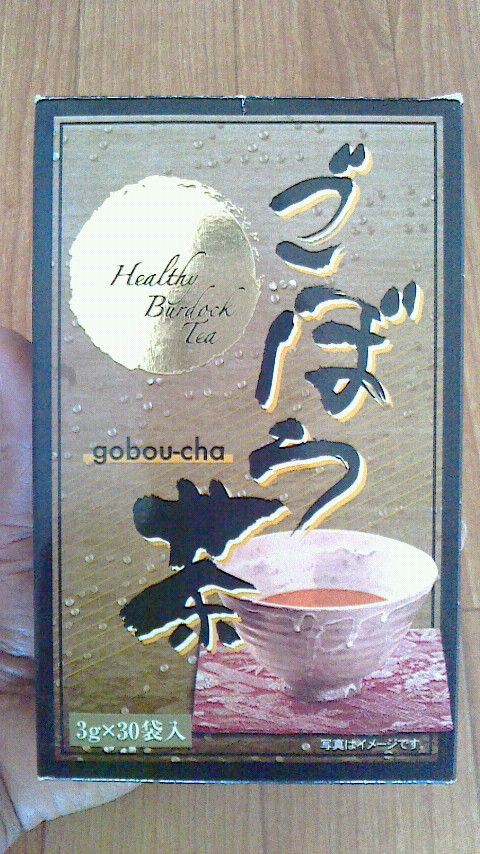 ごぼう茶
Healthy
Burdock
Tea
gobou-cha
3g×30袋入
写真はイメージです。